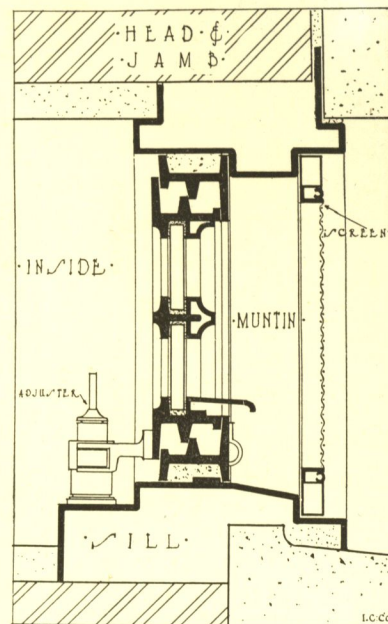 ·HEAD &
JAMB·
SCREEN
·INSIDE·
·MUNTIN·
ADJUSTER
·SILL·